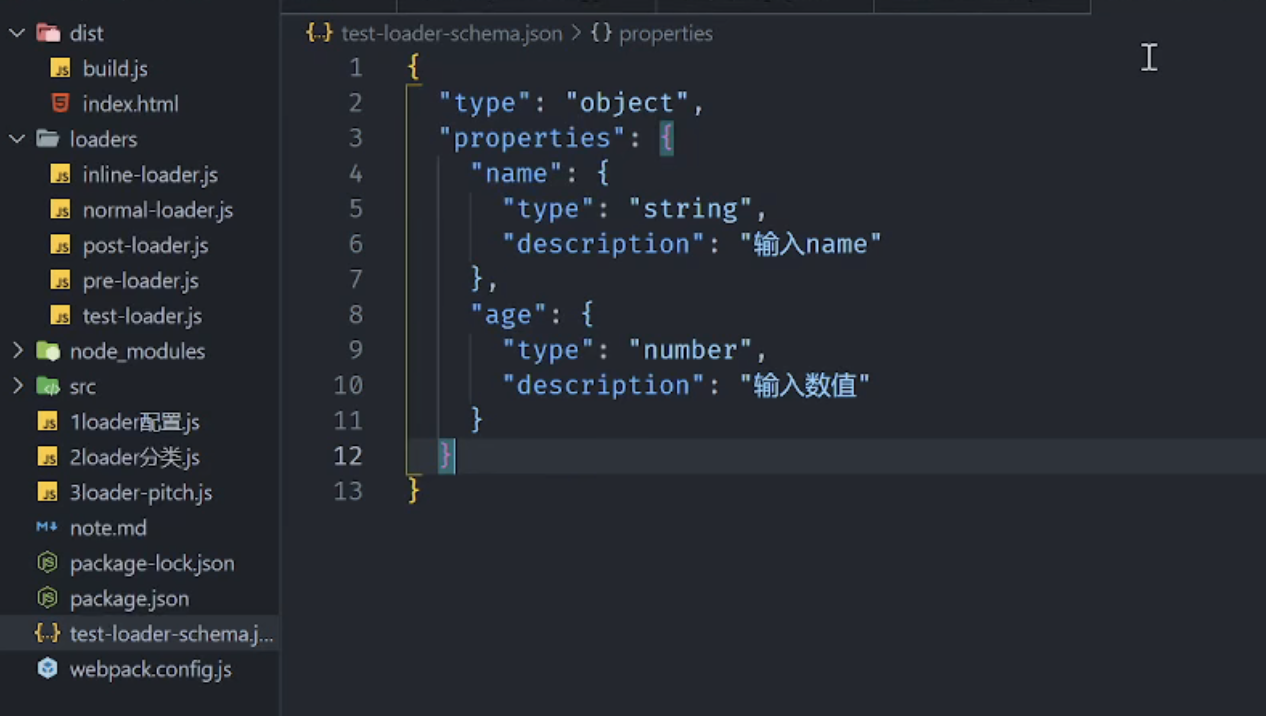 dist
build.js
index.html
loaders
inline-loader.js
normal-loader.js
post-loader.js
pre-loader.js
test-loader.js
node_modules
src
1loader配置.js
2loader分类.js
3loader-pitch.js
note.md
package-lock.json
package.json
test-loader-schema.j...
webpack.config.js
{..} test-loader-schema.json > {} properties
1 {
2 "type": "object",
3 "properties": {
4 "name": {
5 "type": "string",
6 "description": "输入name"
7 },
8 "age": {
9 "type": "number",
10 "description": "输入数值"
11 }
12 }
13 }